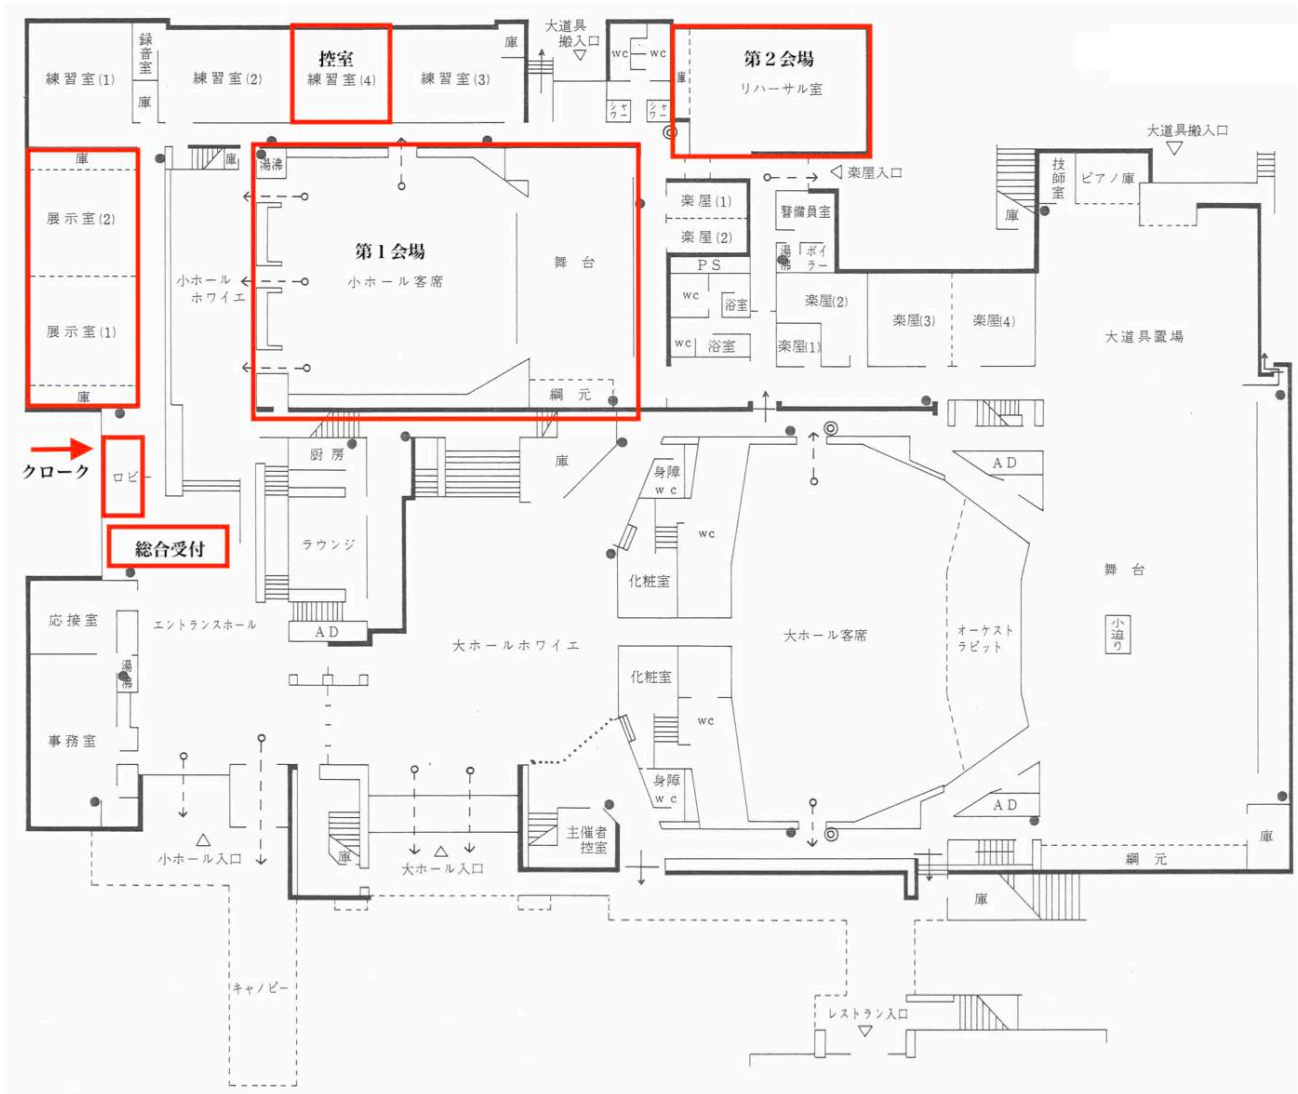 大道具
搬入口
録音室
控室
庫
wc
wc
第２会場
練習室(1)
練習室(2)
練習室(4)
練習室(3)
庫
リハーサル室
庫
シャワー
シャワー
大道具搬入口
庫
湯沸
庫
楽屋入口
技師室
ピアノ庫
展示室(2)
楽屋(1)
警備員室
庫
楽屋(2)
第１会場
湯沸
ボイラー
小ホール
ホワイエ
小ホール客席
舞台
PS
wc
浴室
楽屋(2)
楽屋(3)
楽屋(4)
展示室(1)
wc
浴室
楽屋(1)
大道具置場
庫
綱元
クローク
ロビー
厨房
庫
身障
wc
AD
総合受付
ラウンジ
wc
化粧室
舞台
応接室
エントランスホール
AD
大ホールホワイエ
大ホール客席
オーケスト
ラピット
小迫り
湯沸
化粧室
事務室
wc
身障
wc
AD
小ホール入口
庫
大ホール入口
主催者
控室
庫
綱元
庫
キャノピー
レストラン入口